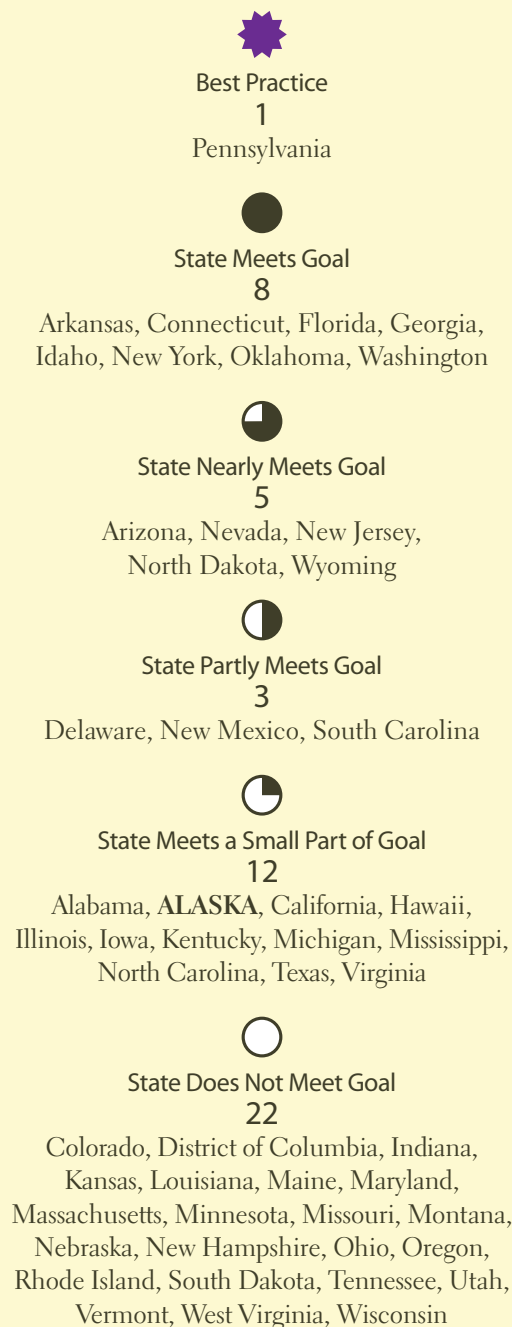 Best Practice
1
Pennsylvania
State Meets Goal
8
Arkansas, Connecticut, Florida, Georgia,
Idaho, New York, Oklahoma, Washington
State Nearly Meets Goal
5
Arizona, Nevada, New Jersey,
North Dakota, Wyoming
State Partly Meets Goal
3
Delaware, New Mexico, South Carolina
State Meets a Small Part of Goal
12
Alabama, ALASKA, California, Hawaii,
Illinois, Iowa, Kentucky, Michigan, Mississippi,
North Carolina, Texas, Virginia
State Does Not Meet Goal
22
Colorado, District of Columbia, Indiana,
Kansas, Louisiana, Maine, Maryland,
Massachusetts, Minnesota, Missouri, Montana,
Nebraska, New Hampshire, Ohio, Oregon,
Rhode Island, South Dakota, Tennessee, Utah,
Vermont, West Virginia, Wisconsin